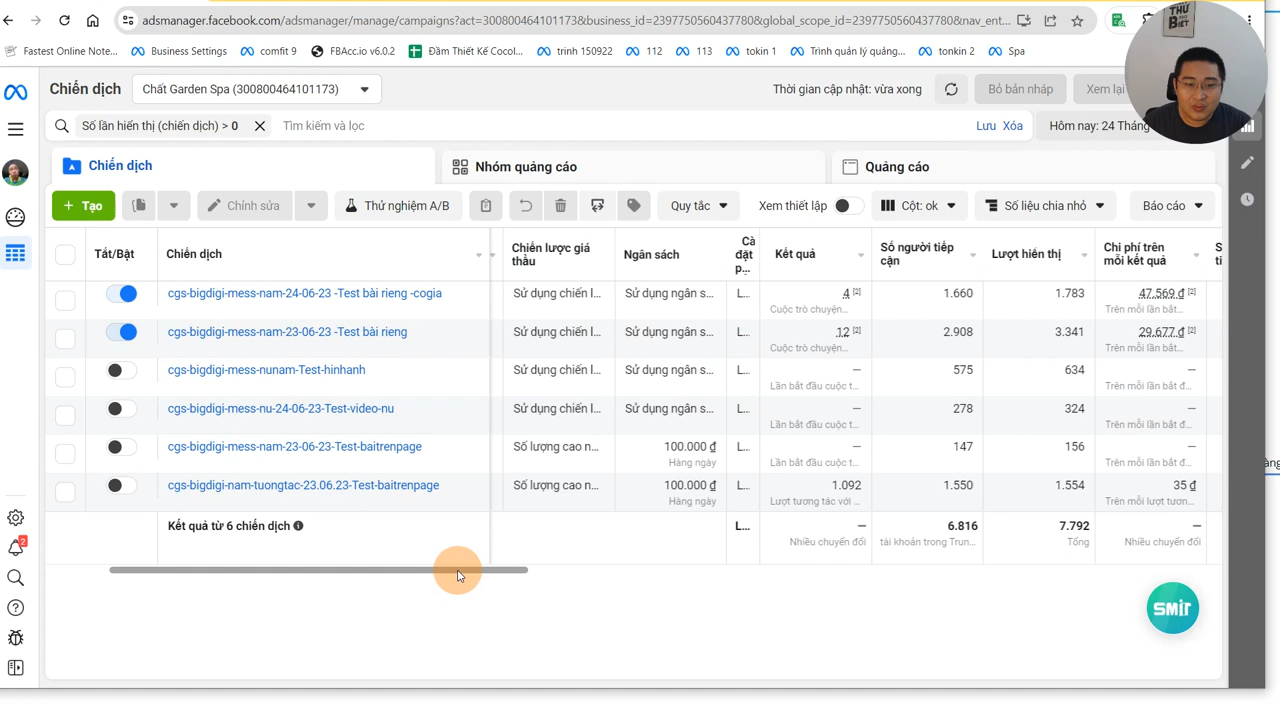 adsmanager.facebook.com/adsmanager/manage/campaigns?act=300800464101173&business_id=2397750560437780&global_scope_id=2397750560437780&nav_ent...
THỨ
BIẾT
Fastest Online Note... Business Settings comfit 9 FBAcc.io v6.0.2 Đầm Thiết Kế Cocol... trinh 150922 112 113 tokin 1 Trình quản lý quảng... tonkin 2 Spa
Chiến dịch Chất Garden Spa (300800464101173) Thời gian cập nhật: vừa xong Bỏ bản nháp Xem lại
Số lần hiển thị (chiến dịch) > 0 Tìm kiếm và lọc Lưu Xóa Hôm nay: 24 Tháng
Chiến dịch Nhóm quảng cáo Quảng cáo
+ Tạo Chỉnh sửa Thử nghiệm A/B Quy tắc Xem thiết lập Cột: ok Số liệu chia nhỏ Báo cáo
Tắt/Bật Chiến dịch Chiến lược giá thầu Ngân sách Cà đặt p... Kết quả Số người tiếp cận Lượt hiển thị Chi phí trên mỗi kết quả S ti
cgs-bigdigi-mess-nam-24-06-23 -Test bài rieng -cogia Sử dụng chiến l... Sử dụng ngân s... L... 4 [2] 1.660 1.783 47.569 ₫ [2]
Cuộc trò chuyện... Trên mỗi lần bắt...
cgs-bigdigi-mess-nam-23-06-23 -Test bài rieng Sử dụng chiến l... Sử dụng ngân s... L... 12 [2] 2.908 3.341 29.677 ₫ [2]
Cuộc trò chuyện... Trên mỗi lần bắt...
cgs-bigdigi-mess-nunam-Test-hinhanh Sử dụng chiến l... Sử dụng ngân s... L... — 575 634 —
Lần bắt đầu cuộc t... Trên mỗi lần bắt đ...
cgs-bigdigi-mess-nu-24-06-23-Test-video-nu Sử dụng chiến l... Sử dụng ngân s... L... — 278 324 —
Lần bắt đầu cuộc t... Trên mỗi lần bắt đ...
cgs-bigdigi-mess-nam-23-06-23-Test-baitrenpage Số lượng cao n... 100.000 ₫ L... — 147 156 —
Hàng ngày Lần bắt đầu cuộc t... Trên mỗi lần bắt đ...
cgs-bigdigi-nam-tuongtac-23.06.23-Test-baitrenpage Số lượng cao n... 100.000 ₫ L... 1.092 1.550 1.554 35 ₫
Hàng ngày Lượt tương tác với ... Trên mỗi lượt tươn...
Kết quả từ 6 chiến dịch L... — 6.816 7.792 —
Nhiều chuyển đổi tài khoản trong Trun... Tổng Nhiều chuyển đổi
2
SMIT